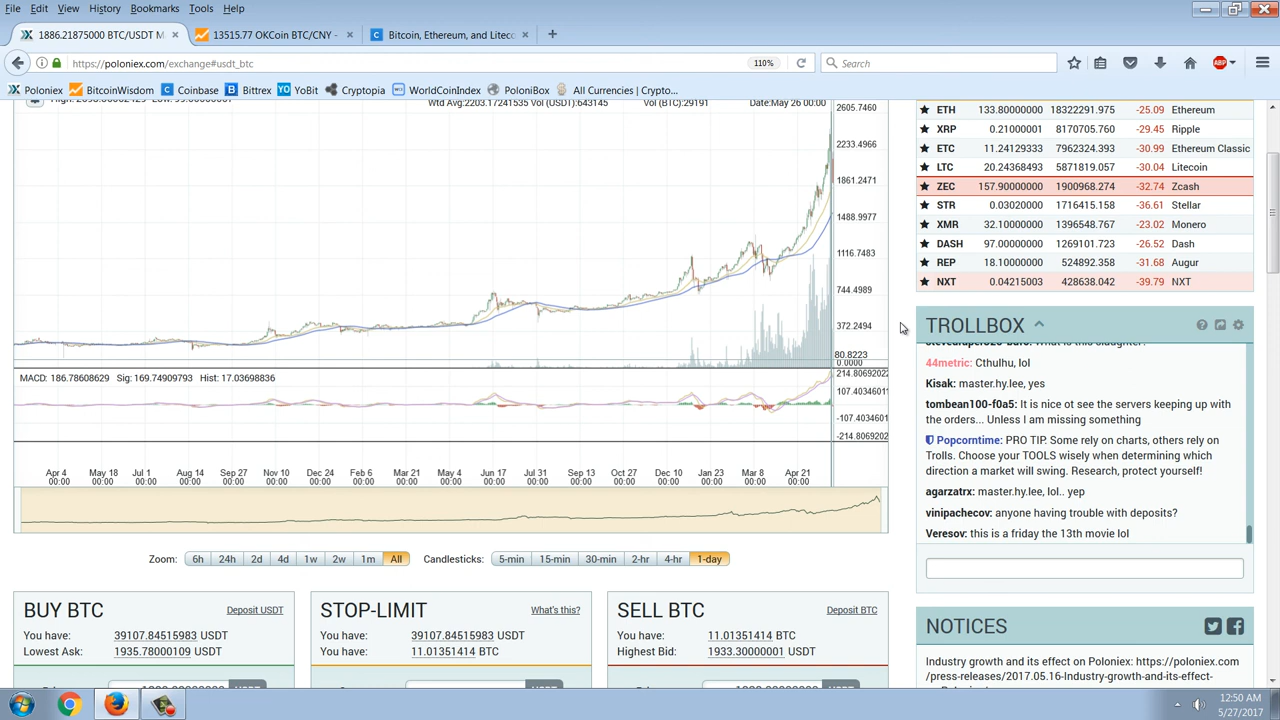 File Edit View History Bookmarks Tools Help
1886.21875000 BTC/USDT M
13515.77 OKCoin BTC/CNY -
Bitcoin, Ethereum, and Liteco
https://poloniex.com/exchange#usdt_btc
110%
Search
Poloniex BitcoinWisdom Coinbase Bittrex YoBit Cryptopia WorldCoinIndex PoloniBox All Currencies | Crypto...
Wtd Avg:2203.17241535 Vol (USDT):643145 Vol (BTC):29191 Date:May 26 00:00
2605.7460
2233.4966
1861.2471
1488.9977
1116.7483
744.4989
372.2494
80.8223
0.0000
MACD: 186.78608629 Sig: 169.74909793 Hist: 17.03698836
214.8069202
107.4034601
-107.4034601
-214.8069202
Apr 4 May 18 Jul 1 Aug 14 Sep 27 Nov 10 Dec 24 Feb 6 Mar 21 May 4 Jun 17 Jul 31 Sep 13 Oct 27 Dec 10 Jan 23 Mar 8 Apr 21
00:00 00:00 00:00 00:00 00:00 00:00 00:00 00:00 00:00 00:00 00:00 00:00 00:00 00:00 00:00 00:00 00:00 00:00
Zoom: 6h 24h 2d 4d 1w 2w 1m All Candlesticks: 5-min 15-min 30-min 2-hr 4-hr 1-day
BUY BTC Deposit USDT
You have: 39107.84515983 USDT
Lowest Ask: 1935.78000109 USDT
STOP-LIMIT What's this?
You have: 39107.84515983 USDT
You have: 11.01351414 BTC
SELL BTC Deposit BTC
You have: 11.01351414 BTC
Highest Bid: 1933.30000001 USDT
ETH 133.80000000 18322291.975 -25.09 Ethereum
XRP 0.21000001 8170705.760 -29.45 Ripple
ETC 11.24129333 7962324.393 -30.99 Ethereum Classic
LTC 20.24368493 5871819.057 -30.04 Litecoin
ZEC 157.90000000 1900968.274 -32.74 Zcash
STR 0.03020000 1716415.158 -36.61 Stellar
XMR 32.10000000 1396548.767 -23.02 Monero
DASH 97.00000000 1269101.723 -26.52 Dash
REP 18.10000000 524892.358 -31.68 Augur
NXT 0.04215003 428638.042 -39.79 NXT
TROLLBOX
44metric: Cthulhu, lol
Kisak: master.hy.lee, yes
tombean100-f0a5: It is nice ot see the servers keeping up with
the orders... Unless I am missing something
Popcorntime: PRO TIP. Some rely on charts, others rely on
Trolls. Choose your TOOLS wisely when determining which
direction a market will swing. Research, protect yourself!
agarzatrx: master.hy.lee, lol.. yep
vinipachecov: anyone having trouble with deposits?
Veresov: this is a friday the 13th movie lol
NOTICES
Industry growth and its effect on Poloniex: https://poloniex.com
/press-releases/2017.05.16-Industry-growth-and-its-effect-
12:50 AM
5/27/2017